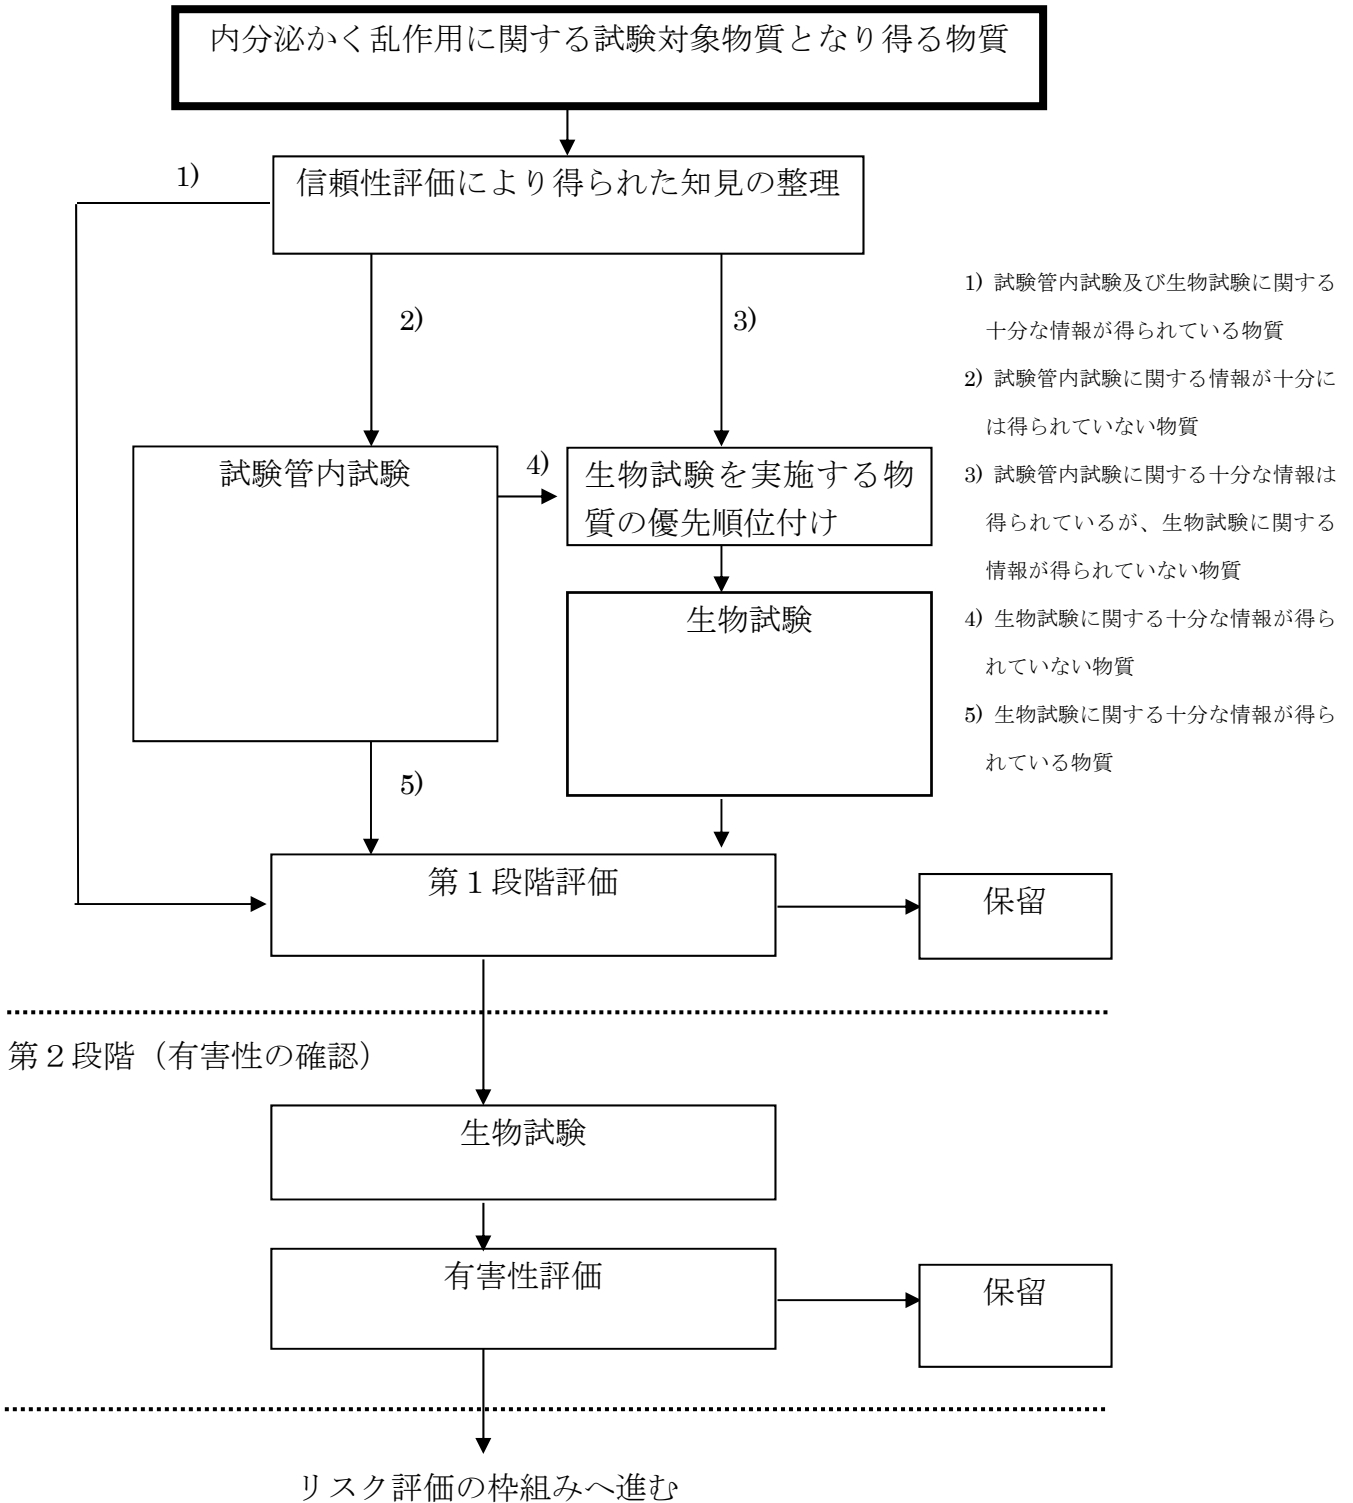 内分泌かく乱作用に関する試験対象物質となり得る物質
1)
信頼性評価により得られた知見の整理
2)
3)
1) 試験管内試験及び生物試験に関する
十分な情報が得られている物質
2) 試験管内試験に関する情報が十分に
は得られていない物質
3) 試験管内試験に関する十分な情報は
得られているが、生物試験に関する
情報が得られていない物質
4) 生物試験に関する十分な情報が得ら
れていない物質
5) 生物試験に関する十分な情報が得ら
れている物質
試験管内試験
4)
生物試験を実施する物
質の優先順位付け
生物試験
5)
第１段階評価
保留
第２段階（有害性の確認）
生物試験
有害性評価
保留
リスク評価の枠組みへ進む